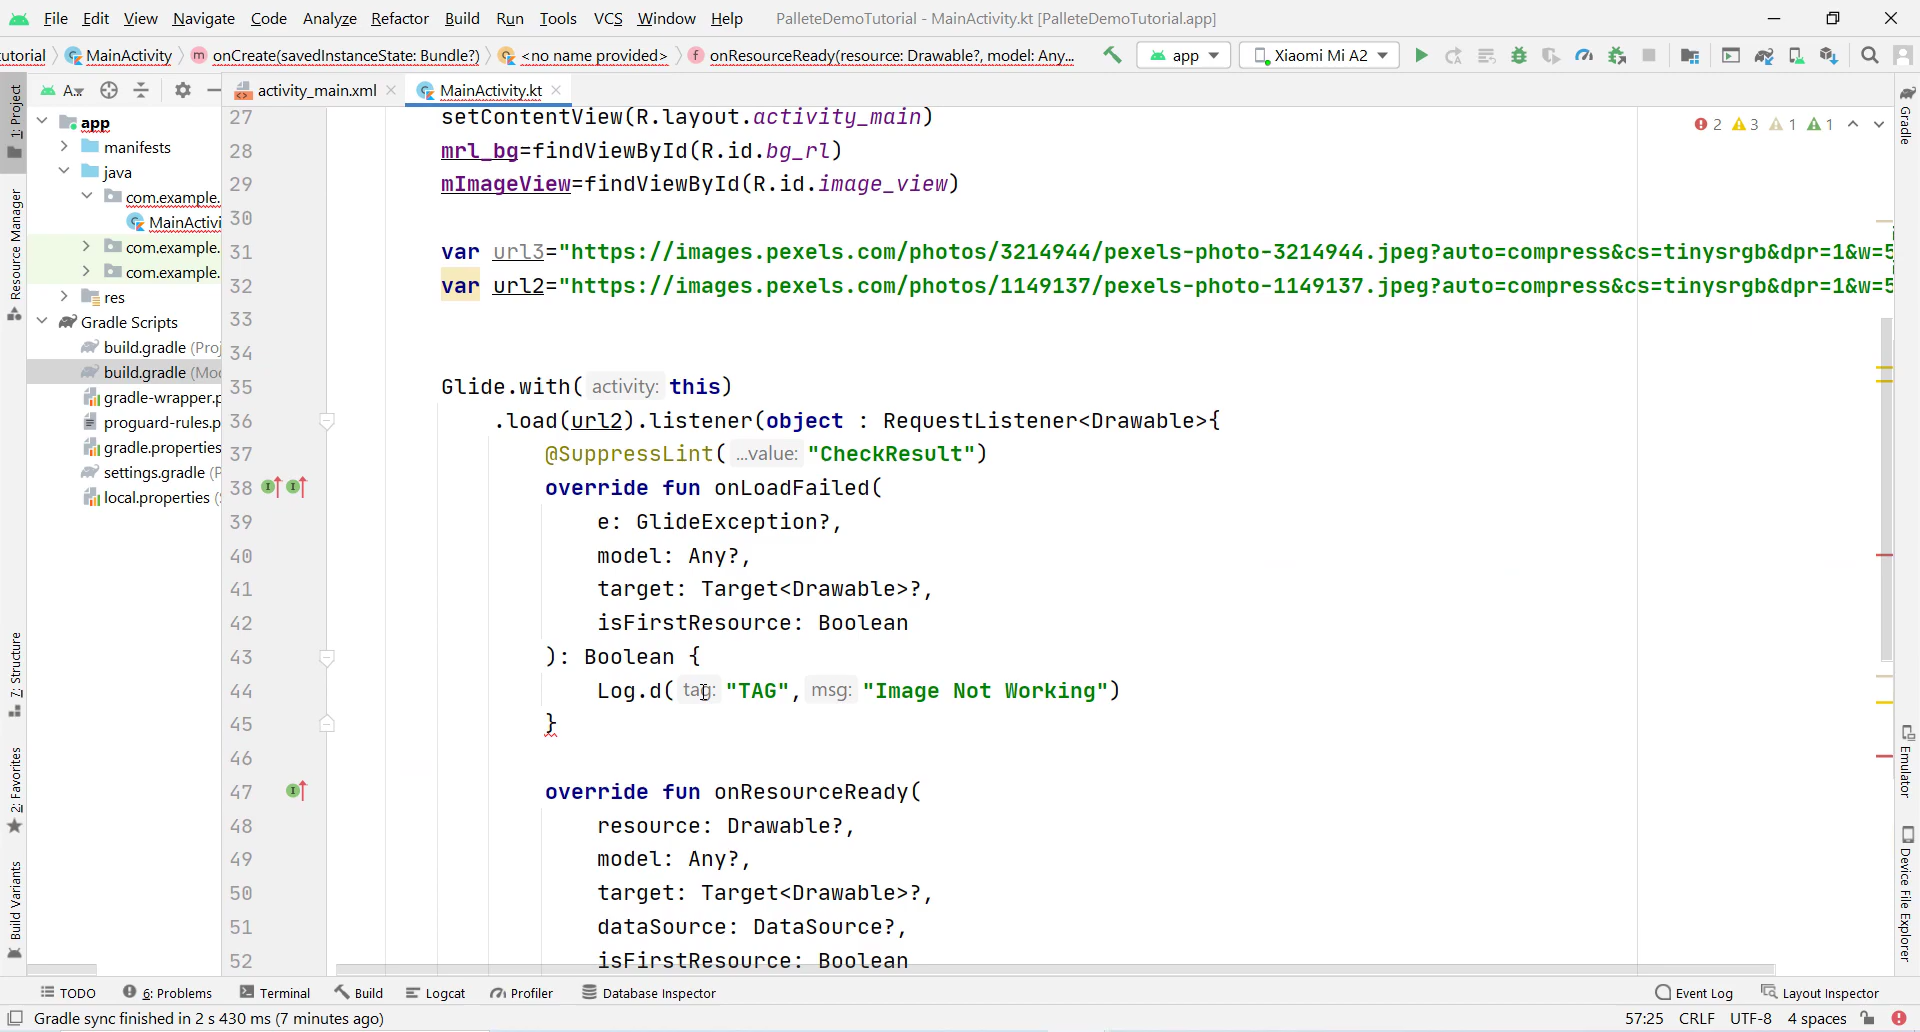 File Edit View Navigate Code Analyze Refactor Build Run Tools VCS Window Help PalleteDemoTutorial - MainActivity.kt [PalleteDemoTutorial.app]
utorial MainActivity onCreate(savedInstanceState: Bundle?) <no name provided> onResourceReady(resource: Drawable?, model: Any... app Xiaomi Mi A2
A.. activity_main.xml MainActivity.kt
2 3 1 1
1: Project
Resource Manager
7: Structure
2: Favorites
Build Variants
app
manifests
java
com.example.
MainActivi
com.example.
com.example.
res
Gradle Scripts
build.gradle (Proj
build.gradle (Mod
gradle-wrapper.p
proguard-rules.p
gradle.properties
settings.gradle (P
local.properties (S
27 setContentView(R.layout.activity_main)
28 mrl_bg=findViewById(R.id.bg_rl)
29 mImageView=findViewById(R.id.image_view)
30
31 var url3="https://images.pexels.com/photos/3214944/pexels-photo-3214944.jpeg?auto=compress&cs=tinysrgb&dpr=1&w=5
32 var url2="https://images.pexels.com/photos/1149137/pexels-photo-1149137.jpeg?auto=compress&cs=tinysrgb&dpr=1&w=5
33
34
35 Glide.with( activity: this)
36 .load(url2).listener(object : RequestListener<Drawable>{
37 @SuppressLint( ...value: "CheckResult")
38 override fun onLoadFailed(
39 e: GlideException?,
40 model: Any?,
41 target: Target<Drawable>?,
42 isFirstResource: Boolean
43 ): Boolean {
44 Log.d( tag: "TAG", msg: "Image Not Working")
45 }
46
47 override fun onResourceReady(
48 resource: Drawable?,
49 model: Any?,
50 target: Target<Drawable>?,
51 dataSource: DataSource?,
52 isFirstResource: Boolean
Gradle
Emulator
Device File Explorer
TODO 6: Problems Terminal Build Logcat Profiler Database Inspector Event Log Layout Inspector
Gradle sync finished in 2 s 430 ms (7 minutes ago) 57:25 CRLF UTF-8 4 spaces